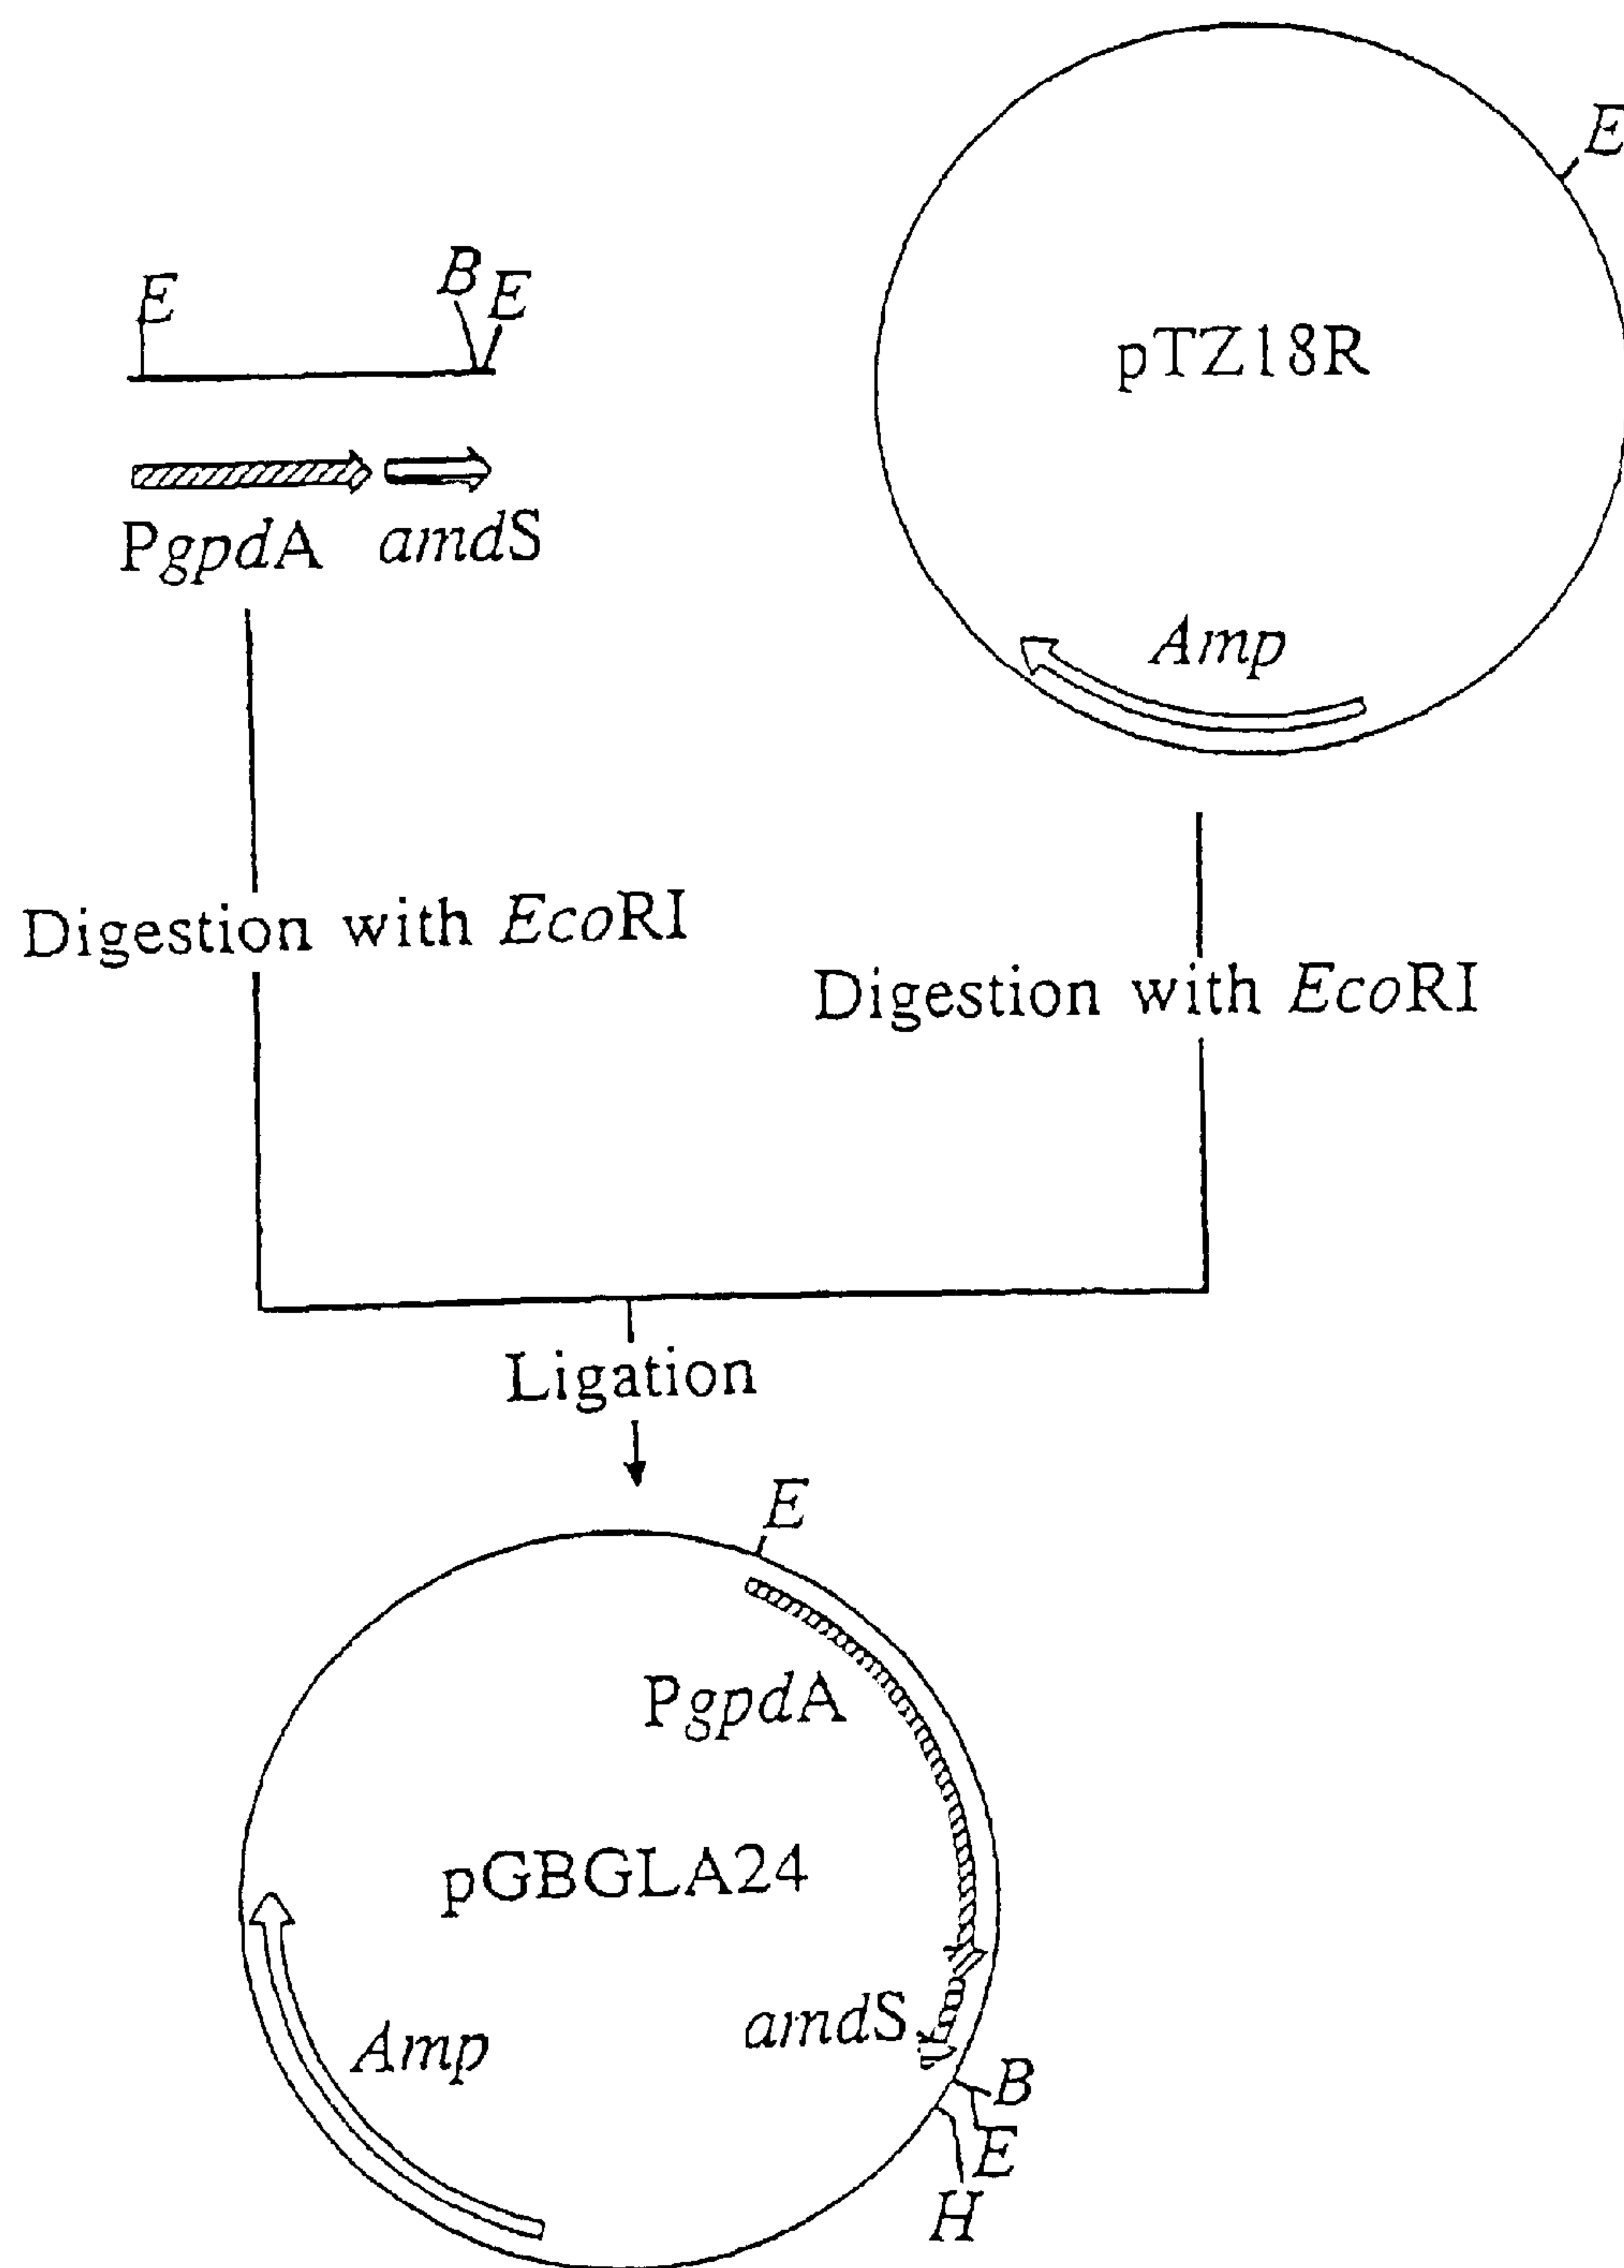 E
pTZ18R
Amp
E
B
E
PgpdA amdS
Digestion with EcoRI
Digestion with EcoRI
Ligation
E
PgpdA
pGBGLA24
amdS
Amp
B
E
H